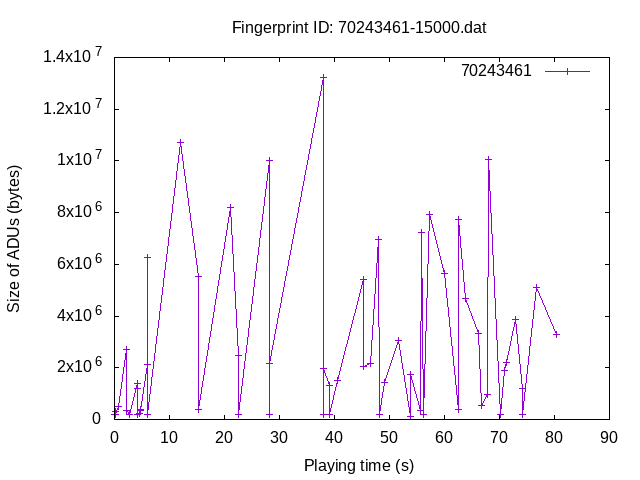 Fingerprint ID: 70243461-15000.dat
70243461
1.4x10^7
1.2x10^7
1x10^7
8x10^6
6x10^6
4x10^6
2x10^6
0
Size of ADUs (bytes)
0 10 20 30 40 50 60 70 80 90
Playing time (s)